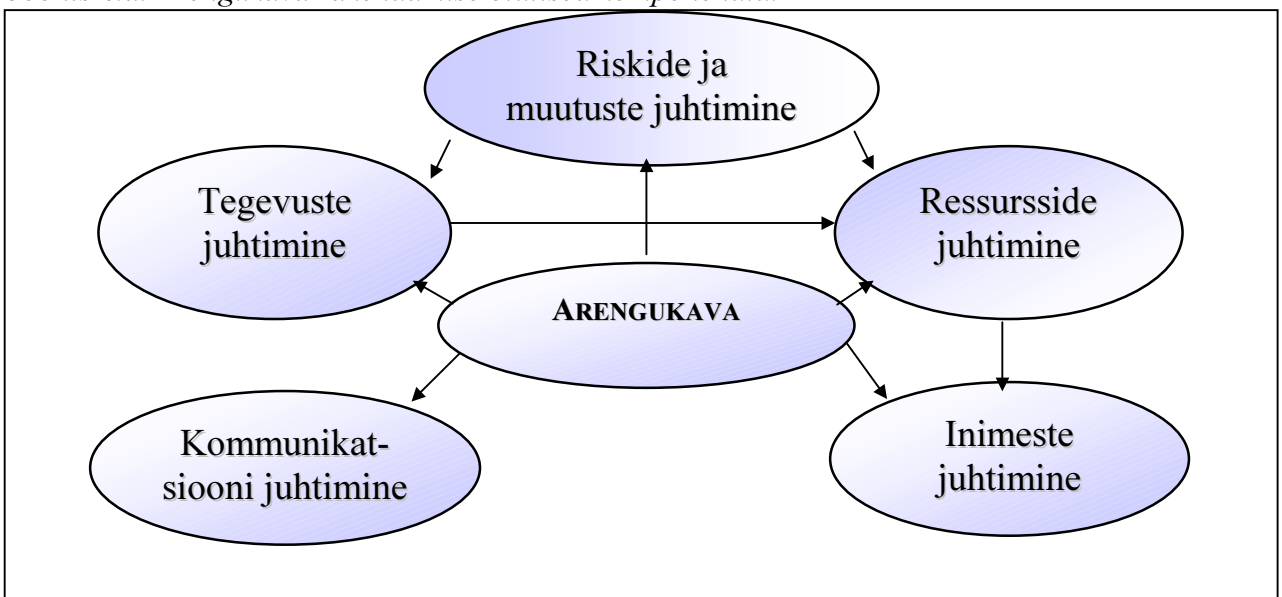 Riskide ja
muutuste juhtimine
Tegevuste
juhtimine
Ressursside
juhtimine
ARENGUKAVA
Kommunikat-
siooni juhtimine
Inimeste
juhtimine